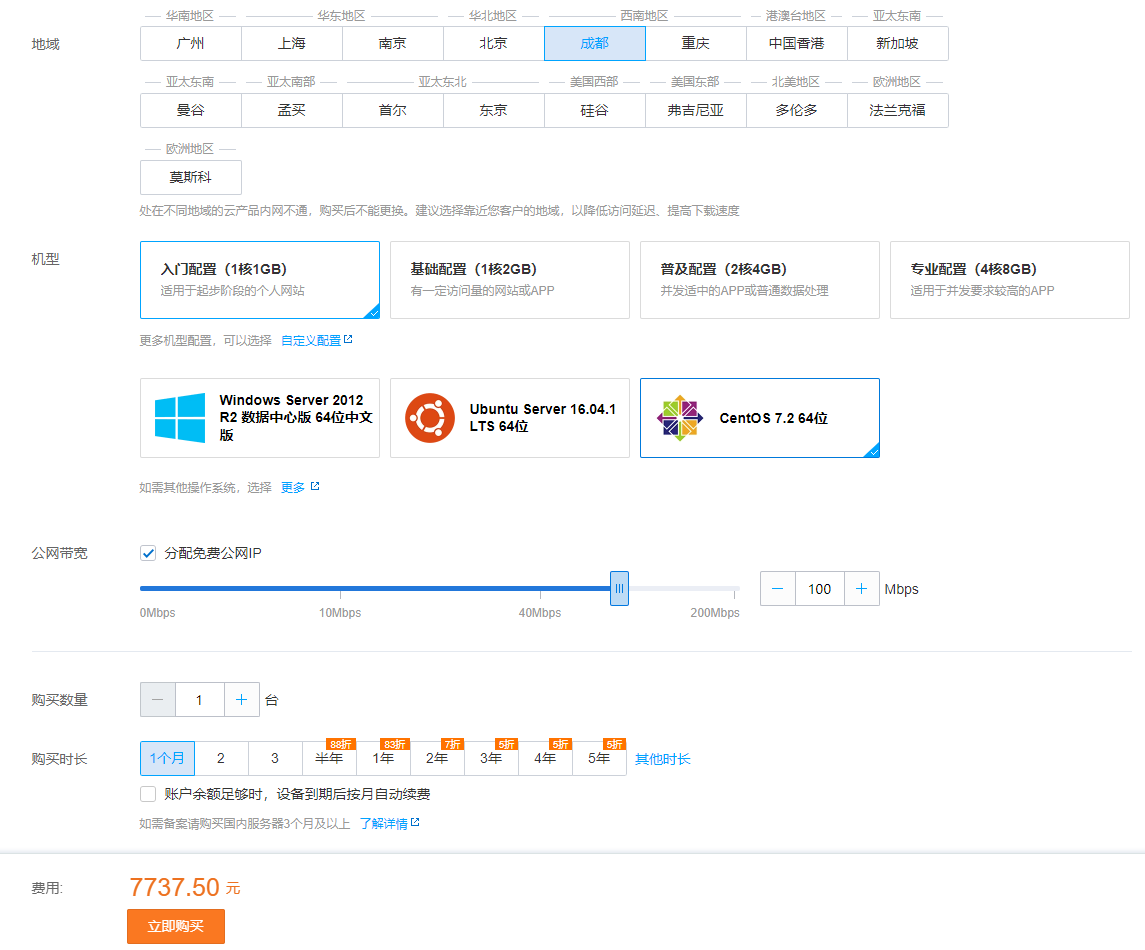 华南地区 华东地区 华北地区 西南地区 港澳台地区 亚太东南
地域 广州 上海 南京 北京 成都 重庆 中国香港 新加坡
亚太东南 亚太南部 亚太东北 美国西部 美国东部 北美地区 欧洲地区
曼谷 孟买 首尔 东京 硅谷 弗吉尼亚 多伦多 法兰克福
欧洲地区
莫斯科
处在不同地域的云产品内网不通，购买后不能更换。建议选择靠近您客户的地域，以降低访问延迟、提高下载速度
机型 入门配置（1核1GB） 基础配置（1核2GB） 普及配置（2核4GB） 专业配置（4核8GB）
适用于起步阶段的个人网站 有一定访问量的网站或APP 并发适中的APP或普通数据处理 适用于并发要求较高的APP
更多机型配置，可以选择 自定义配置
Windows Server 2012
R2 数据中心版 64位中文
版
Ubuntu Server 16.04.1
LTS 64位
CentOS 7.2 64位
如需其他操作系统，选择 更多
公网带宽 分配免费公网IP
100 Mbps
0Mbps 10Mbps 40Mbps 200Mbps
购买数量 1 台
88折 83折 7折 5折 5折 5折
购买时长 1个月 2 3 半年 1年 2年 3年 4年 5年 其他时长
账户余额足够时，设备到期后按月自动续费
如需备案请购买国内服务器3个月及以上 了解详情
费用: 7737.50 元
立即购买